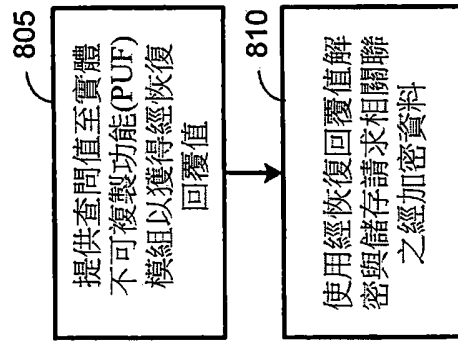 805
提供查問值至實體
不可複製功能(PUF)
模組以獲得經恢復
回覆值
810
使用經恢復回覆值解
密與儲存請求相關聯
之經加密資料